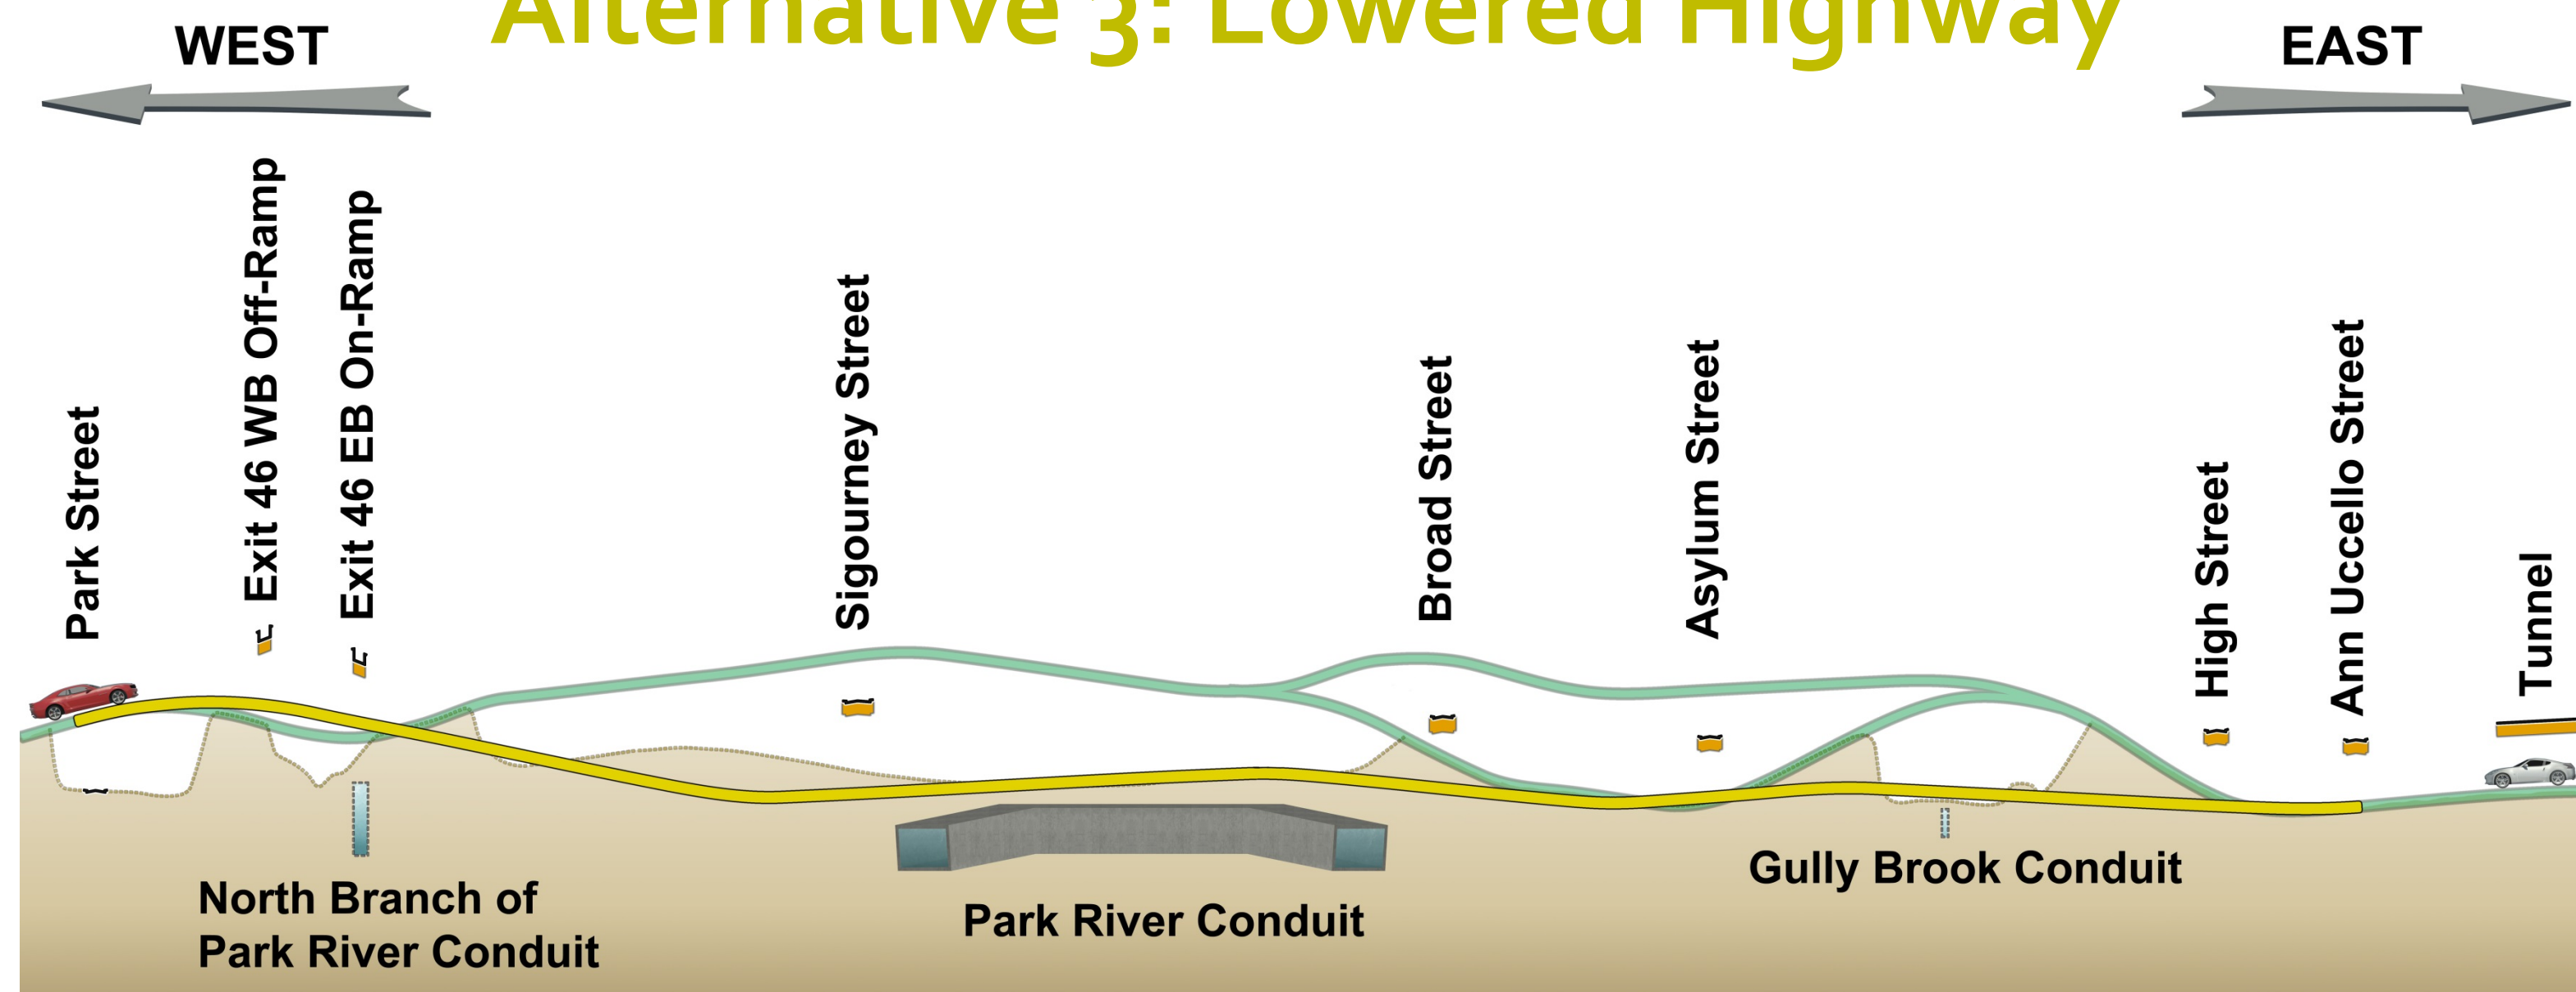 Alternative 3: Lowered Highway
WEST
EAST
Park Street
Exit 46 WB Off-Ramp
Exit 46 EB On-Ramp
Sigourney Street
Broad Street
Asylum Street
High Street
Ann Uccello Street
Tunnel
North Branch of
Park River Conduit
Park River Conduit
Gully Brook Conduit